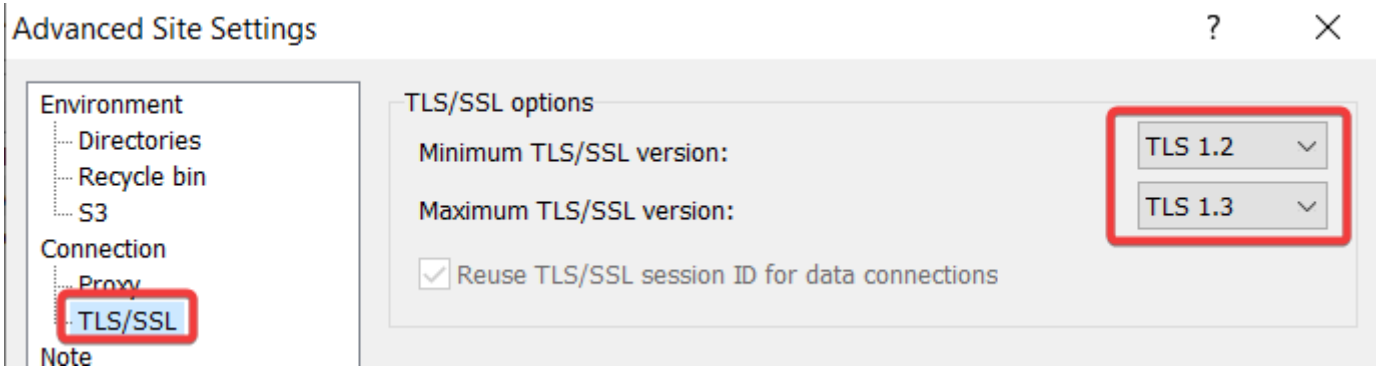 Advanced Site Settings
?
Environment
Directories
Recycle bin
S3
Connection
Proxy
TLS/SSL
Note
TLS/SSL options
Minimum TLS/SSL version:
TLS 1.2
Maximum TLS/SSL version:
TLS 1.3
Reuse TLS/SSL session ID for data connections